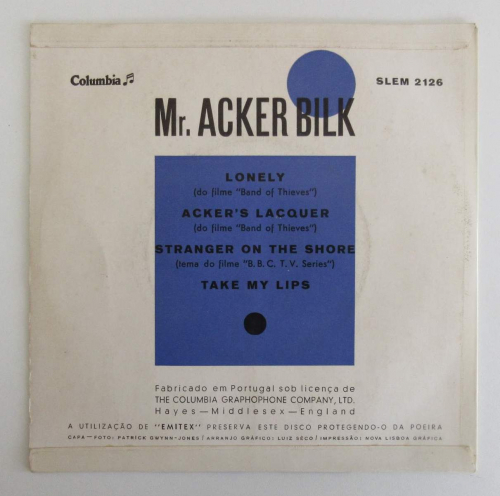 Columbia
SLEM 2126
Mr. ACKER BILK
LONELY
(do filme "Band of Thieves")
ACKER'S LACQUER
(do filme "Band of Thieves")
STRANGER ON THE SHORE
(tema do filme "B.B.C. T.V. Series")
TAKE MY LIPS
Fabricado em Portugal sob licença de
THE COLUMBIA GRAPHOPHONE COMPANY, LTD.
Hayes — Middlesex — England
A UTILIZAÇÃO DE "EMITEX" PRESERVA ESTE DISCO PROTEGENDO-O DA POEIRA
CAPA — FOTO: PATRICK GWYNN-JONES / ARRANJO GRÁFICO: LUIZ SÊCO / IMPRESSÃO: NOVA LISBOA GRÁFICA